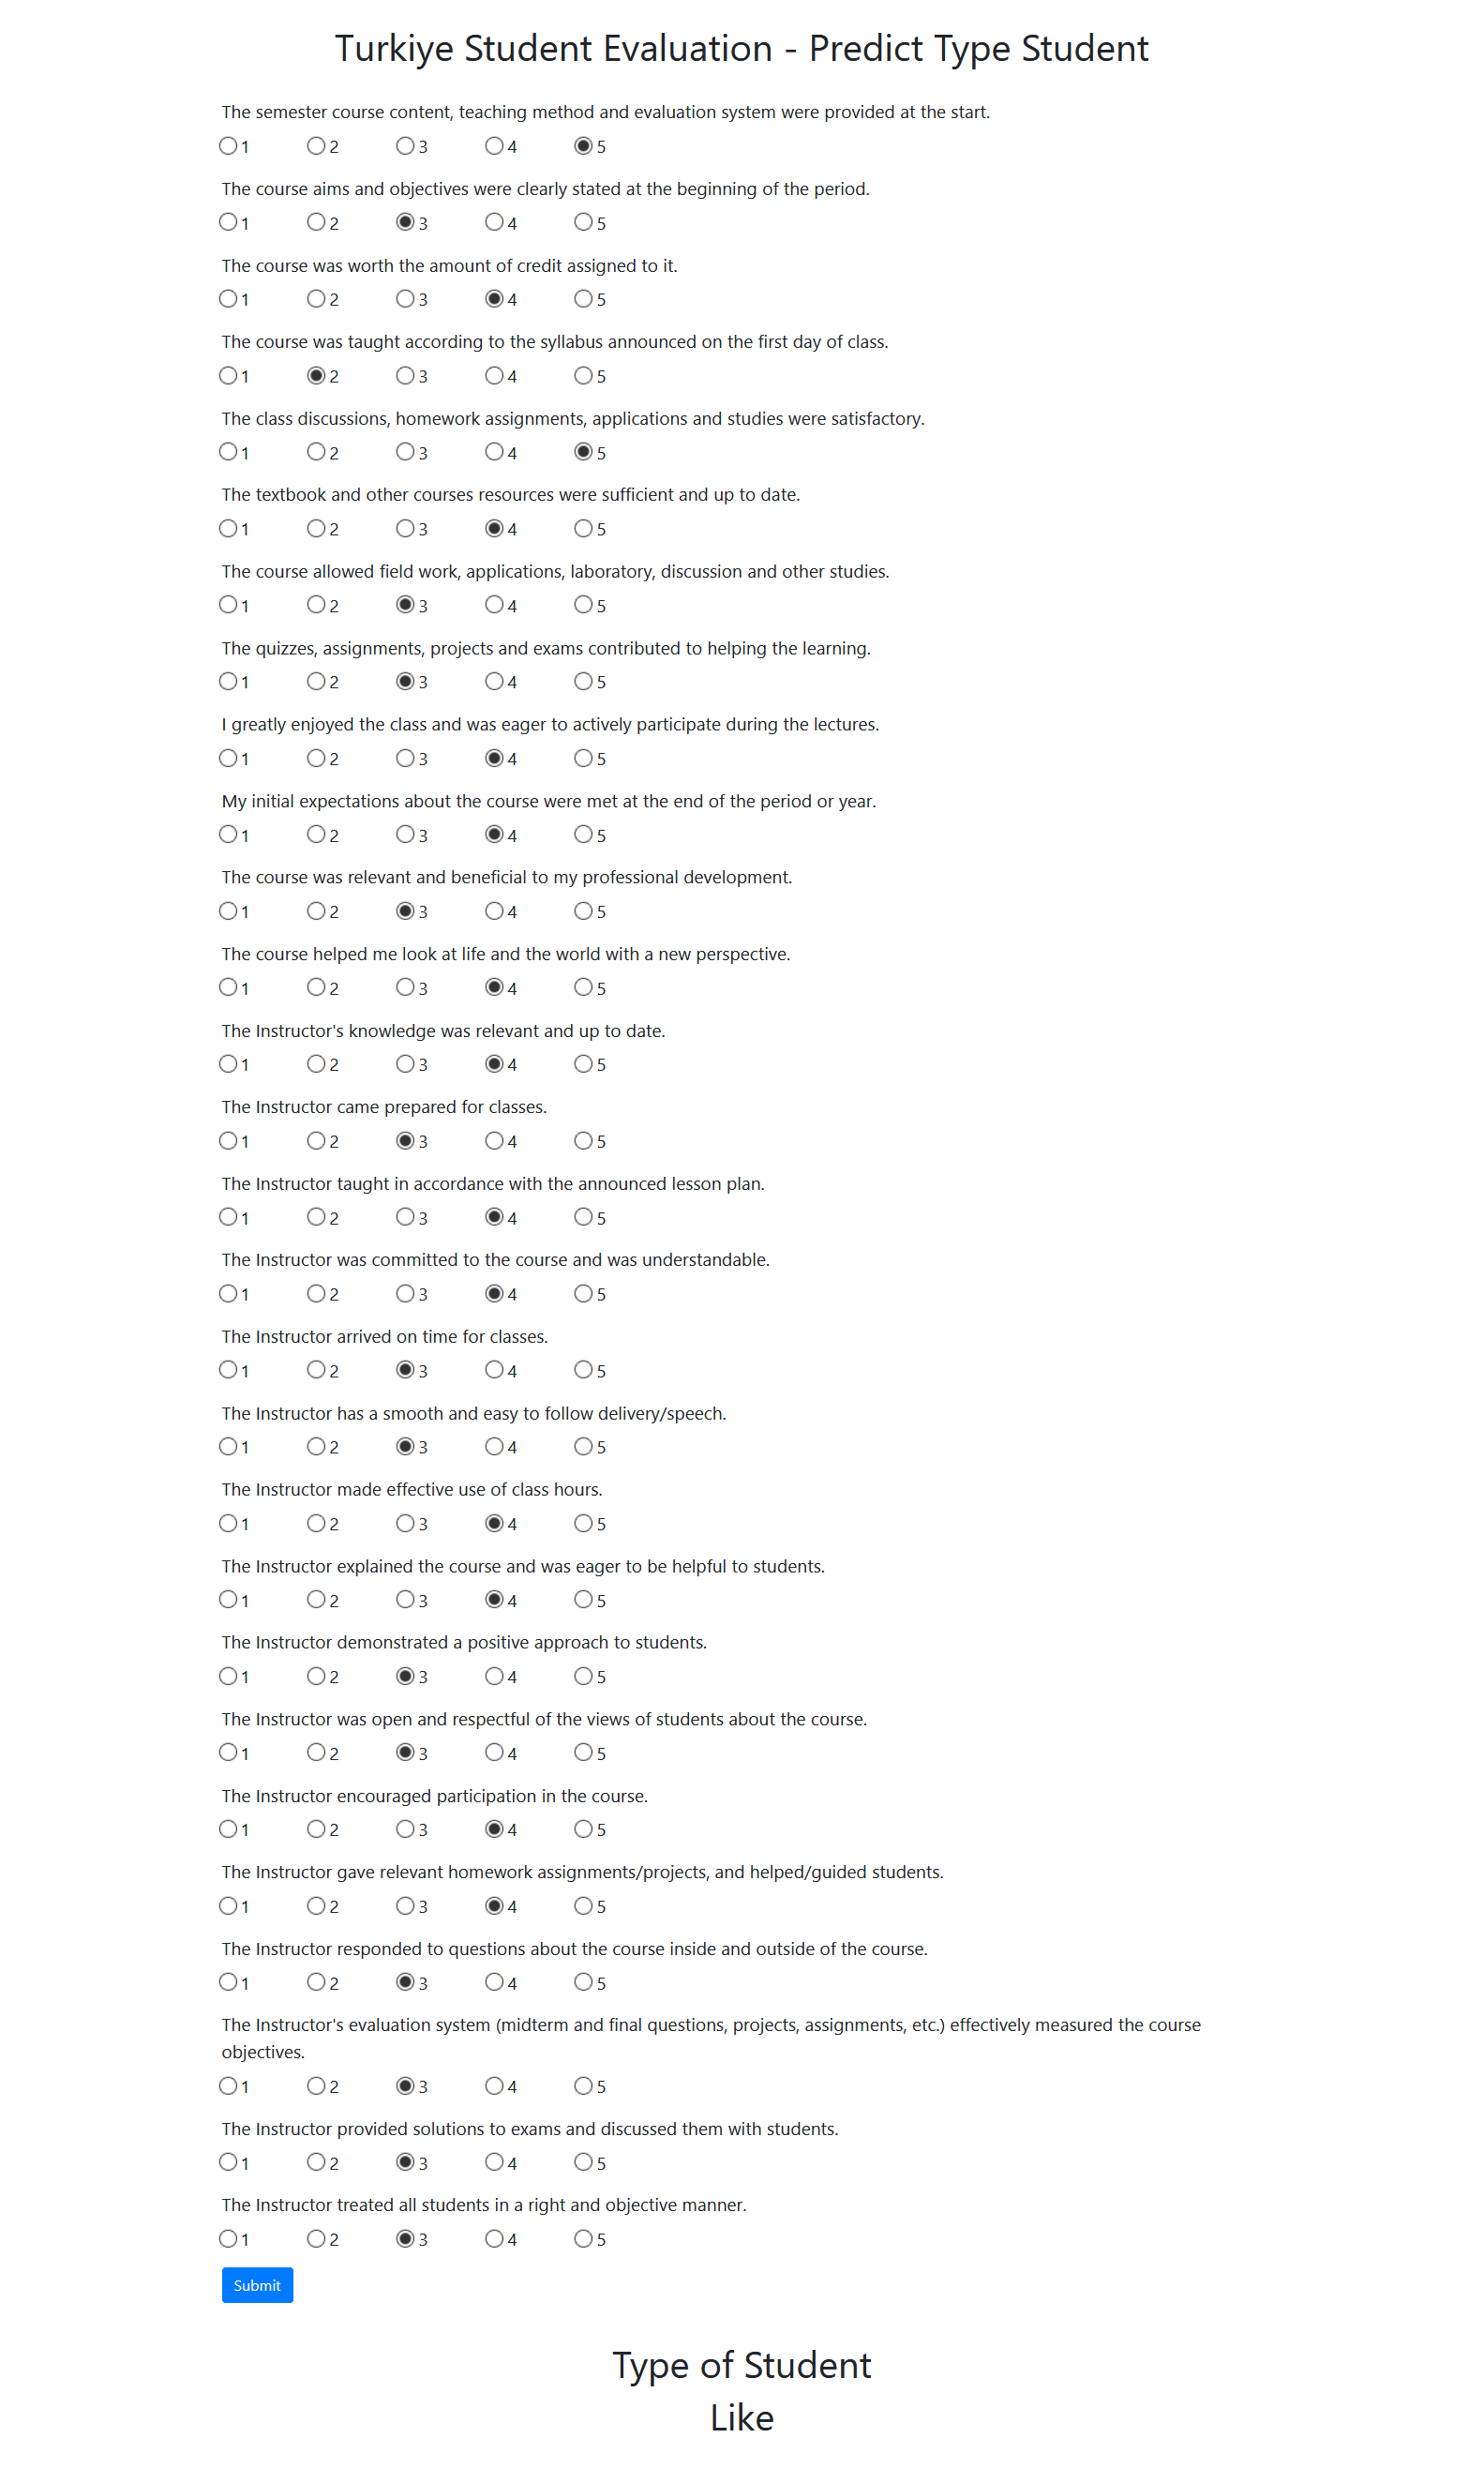 Turkiye Student Evaluation - Predict Type Student
The semester course content, teaching method and evaluation system were provided at the start.
1 2 3 4 5
The course aims and objectives were clearly stated at the beginning of the period.
1 2 3 4 5
The course was worth the amount of credit assigned to it.
1 2 3 4 5
The course was taught according to the syllabus announced on the first day of class.
1 2 3 4 5
The class discussions, homework assignments, applications and studies were satisfactory.
1 2 3 4 5
The textbook and other courses resources were sufficient and up to date.
1 2 3 4 5
The course allowed field work, applications, laboratory, discussion and other studies.
1 2 3 4 5
The quizzes, assignments, projects and exams contributed to helping the learning.
1 2 3 4 5
I greatly enjoyed the class and was eager to actively participate during the lectures.
1 2 3 4 5
My initial expectations about the course were met at the end of the period or year.
1 2 3 4 5
The course was relevant and beneficial to my professional development.
1 2 3 4 5
The course helped me look at life and the world with a new perspective.
1 2 3 4 5
The Instructor's knowledge was relevant and up to date.
1 2 3 4 5
The Instructor came prepared for classes.
1 2 3 4 5
The Instructor taught in accordance with the announced lesson plan.
1 2 3 4 5
The Instructor was committed to the course and was understandable.
1 2 3 4 5
The Instructor arrived on time for classes.
1 2 3 4 5
The Instructor has a smooth and easy to follow delivery/speech.
1 2 3 4 5
The Instructor made effective use of class hours.
1 2 3 4 5
The Instructor explained the course and was eager to be helpful to students.
1 2 3 4 5
The Instructor demonstrated a positive approach to students.
1 2 3 4 5
The Instructor was open and respectful of the views of students about the course.
1 2 3 4 5
The Instructor encouraged participation in the course.
1 2 3 4 5
The Instructor gave relevant homework assignments/projects, and helped/guided students.
1 2 3 4 5
The Instructor responded to questions about the course inside and outside of the course.
1 2 3 4 5
The Instructor's evaluation system (midterm and final questions, projects, assignments, etc.) effectively measured the course
objectives.
1 2 3 4 5
The Instructor provided solutions to exams and discussed them with students.
1 2 3 4 5
The Instructor treated all students in a right and objective manner.
1 2 3 4 5
Submit
Type of Student
Like